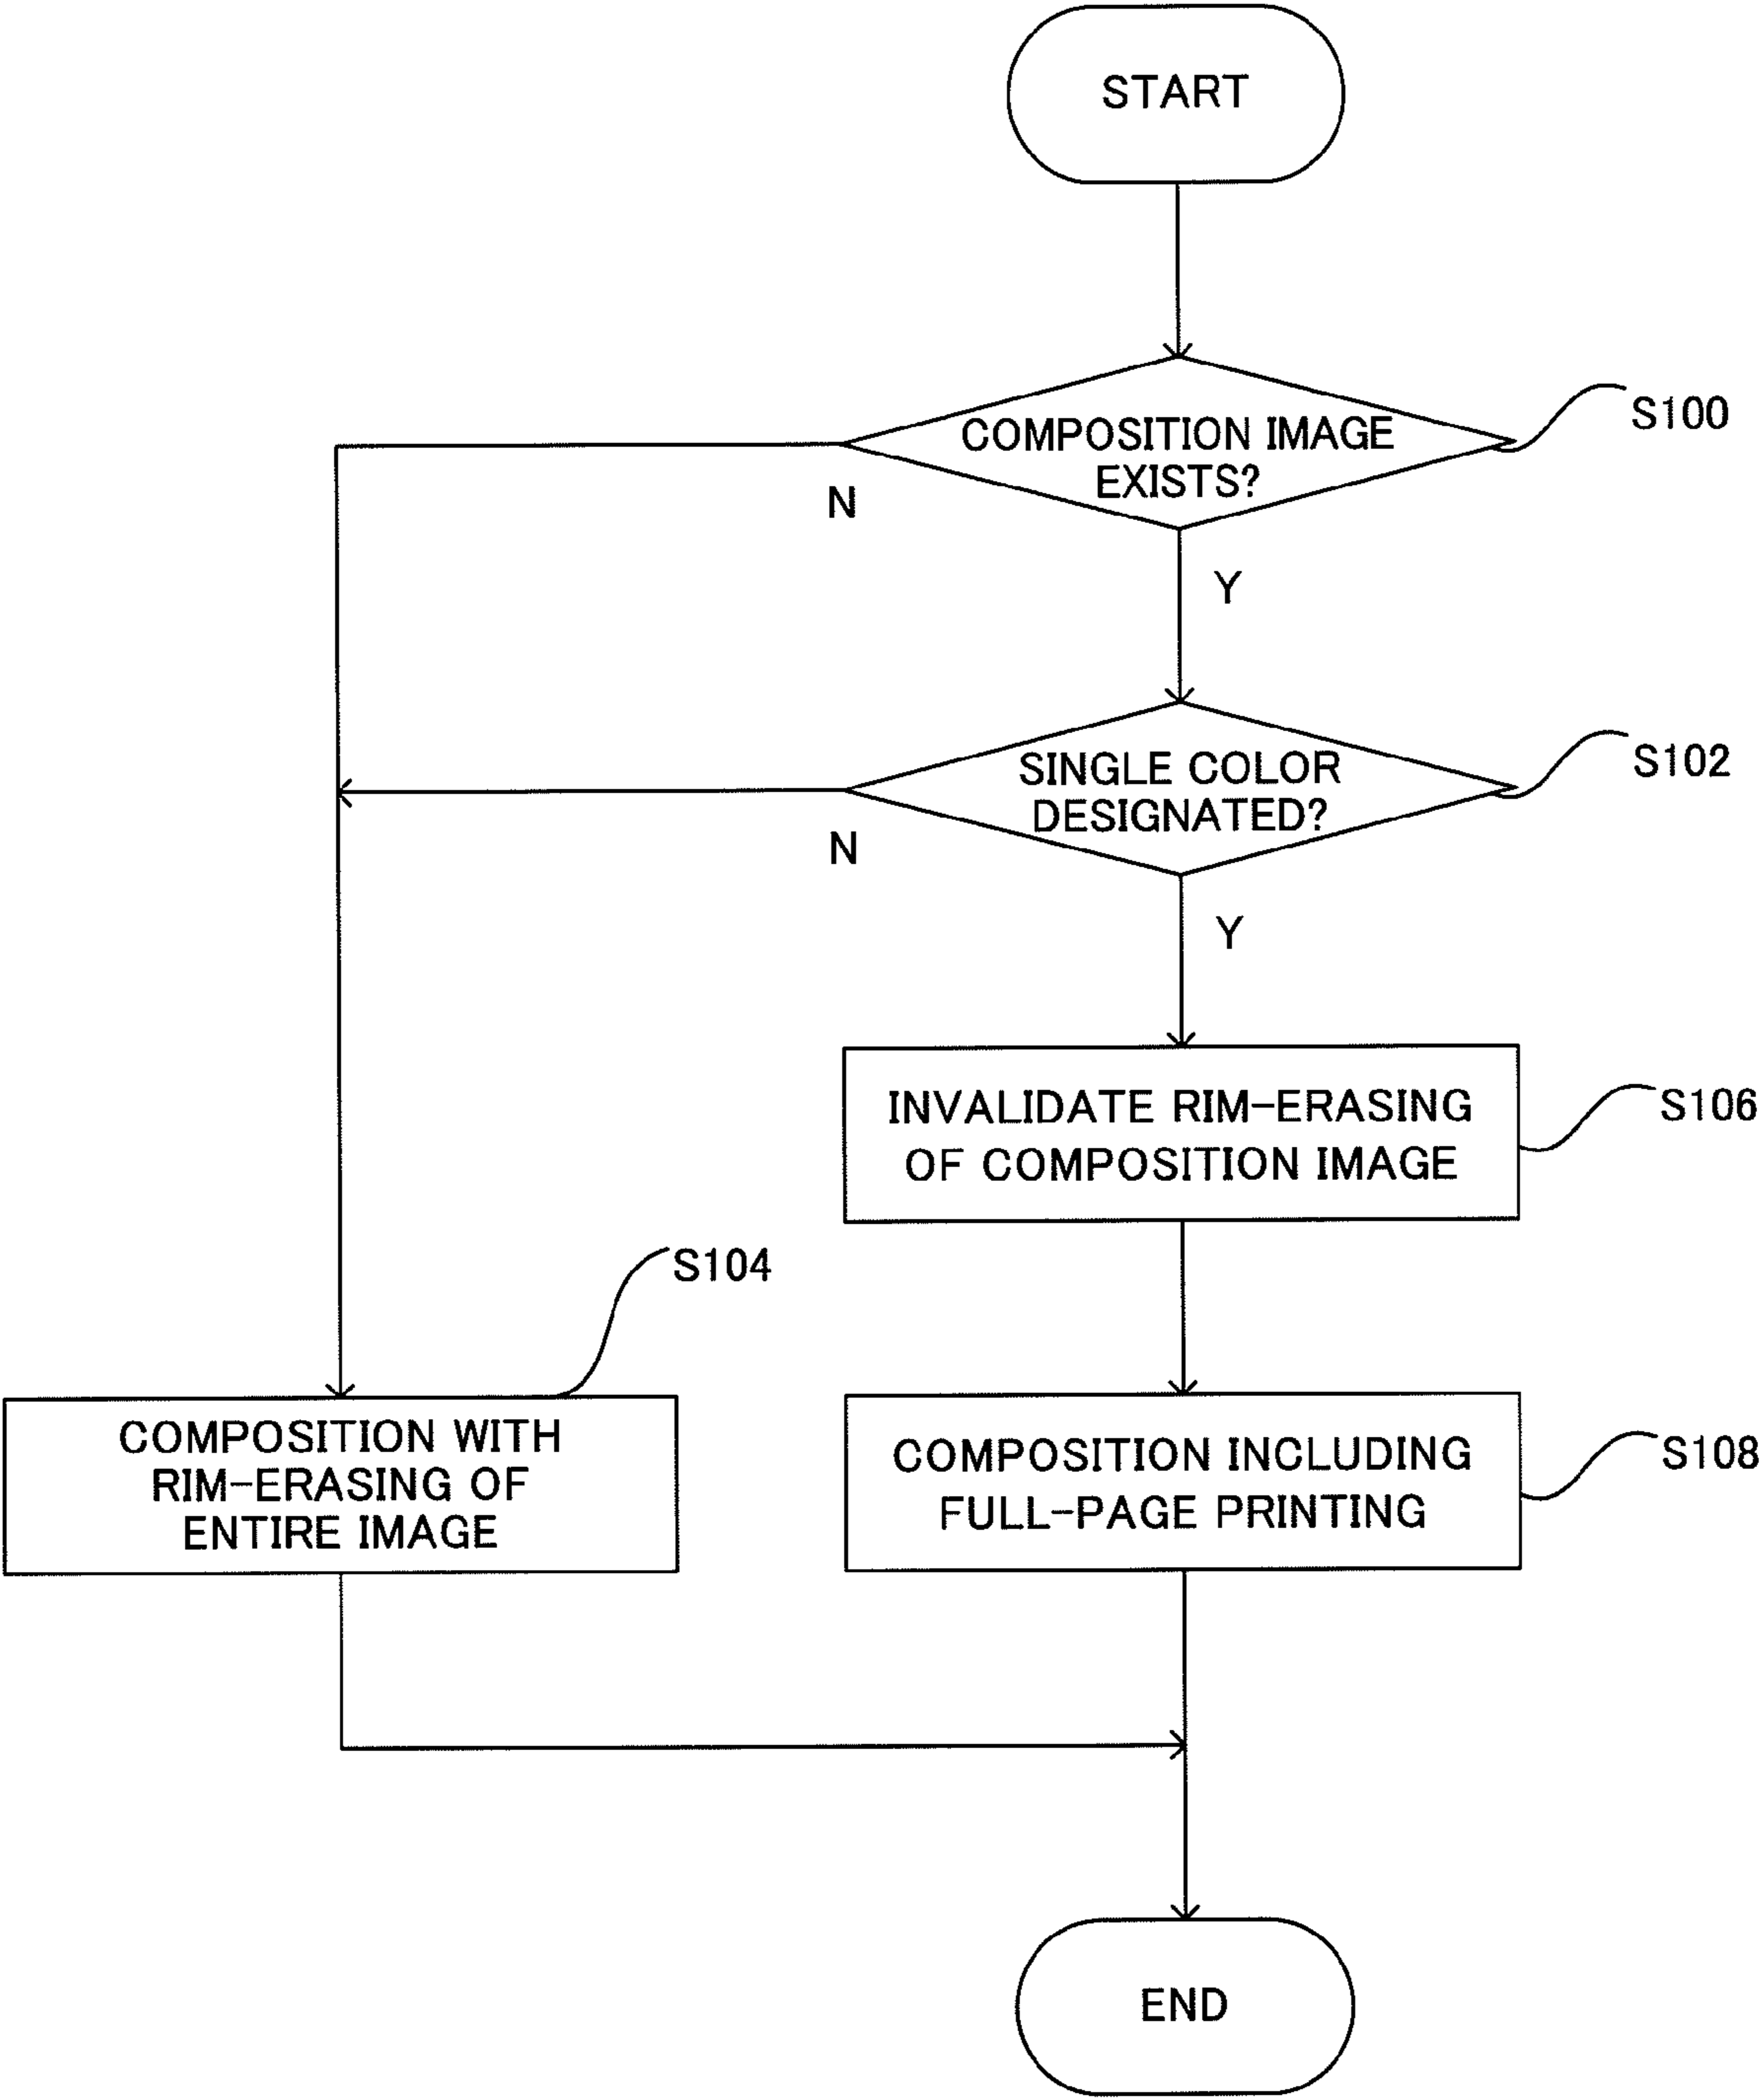 START
COMPOSITION IMAGE
EXISTS?
S100
N
Y
SINGLE COLOR
DESIGNATED?
S102
N
Y
INVALIDATE RIM-ERASING
OF COMPOSITION IMAGE
S106
S104
COMPOSITION WITH
RIM-ERASING OF
ENTIRE IMAGE
COMPOSITION INCLUDING
FULL-PAGE PRINTING
S108
END